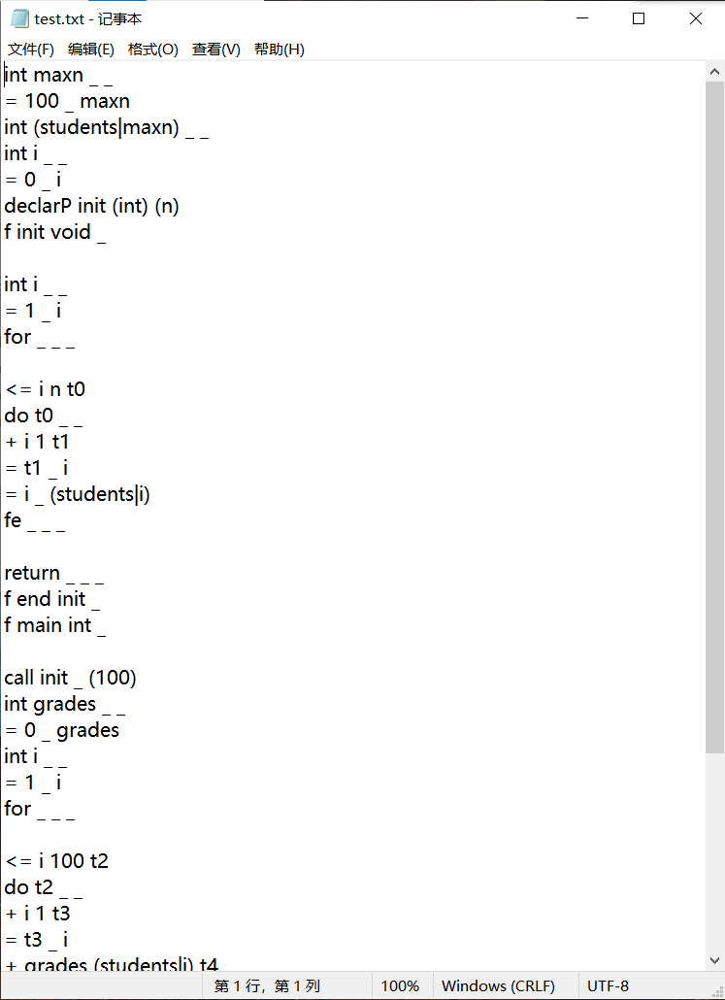 test.txt - 记事本
文件(F) 编辑(E) 格式(O) 查看(V) 帮助(H)
int maxn _ _
= 100 _ maxn
int (students|maxn) _ _
int i _ _
= 0 _ i
declarP init (int) (n)
f init void _
int i _ _
= 1 _ i
for _ _ _
<= i n t0
do t0 _ _
+ i 1 t1
= t1 _ i
= i _ (students|i)
fe _ _ _
return _ _ _
f end init _
f main int _
call init _ (100)
int grades _ _
= 0 _ grades
int i _ _
= 1 _ i
for _ _ _
<= i 100 t2
do t2 _ _
+ i 1 t3
= t3 _ i
+ grades (students|i) t4
第 1 行，第 1 列 100% Windows (CRLF) UTF-8